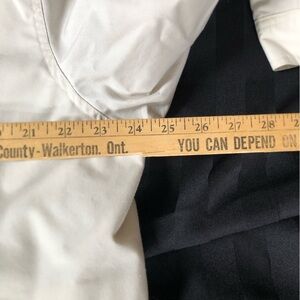 21 22 23 24 25 26 27 28
County-Walkerton, Ont. YOU CAN DEPEND ON